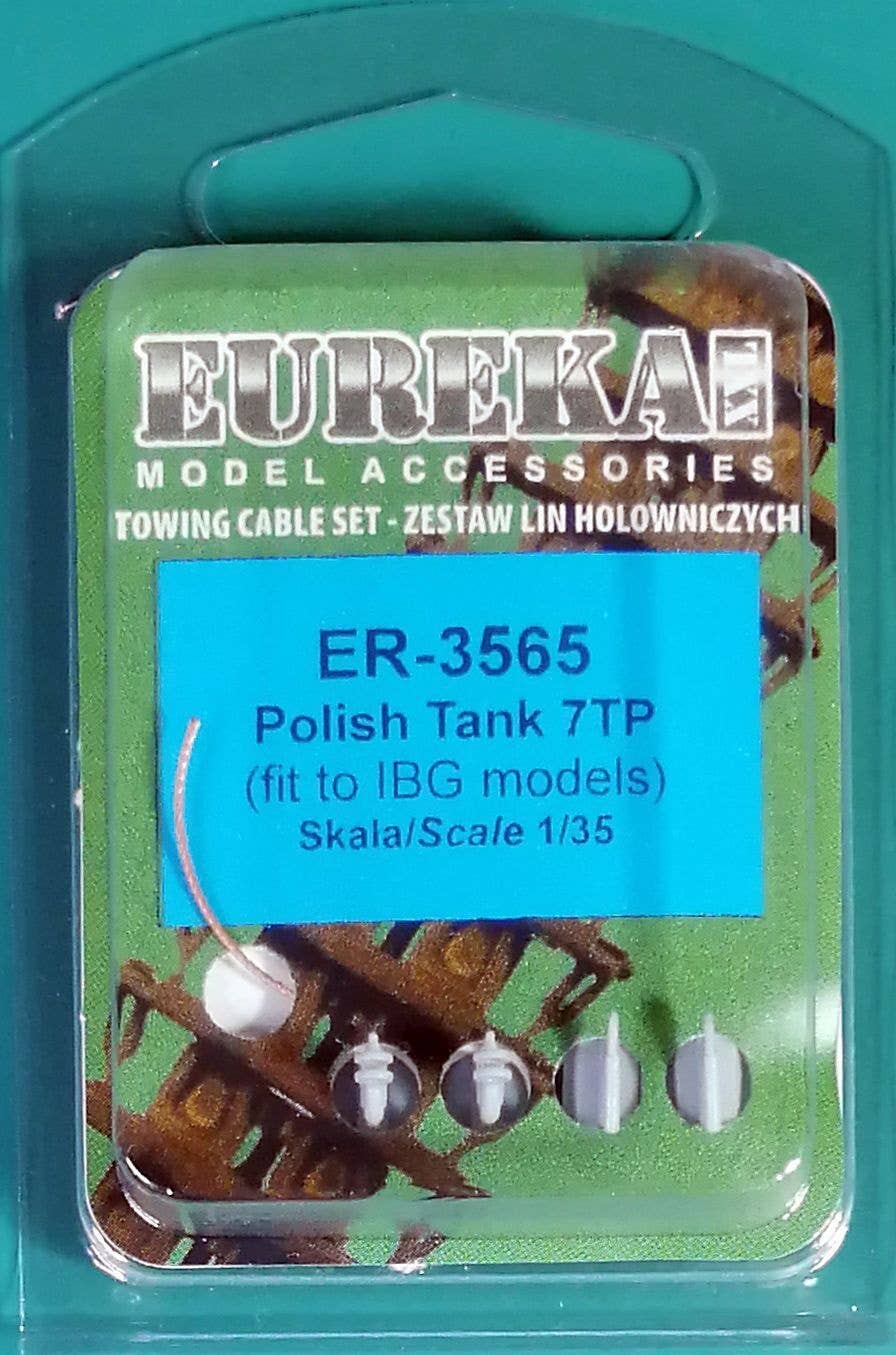 EUREKA XXL
MODEL ACCESSORIES
TOWING CABLE SET - ZESTAW LIN HOLOWNICZYCH
ER-3565
Polish Tank 7TP
(fit to IBG models)
Skala/Scale 1/35